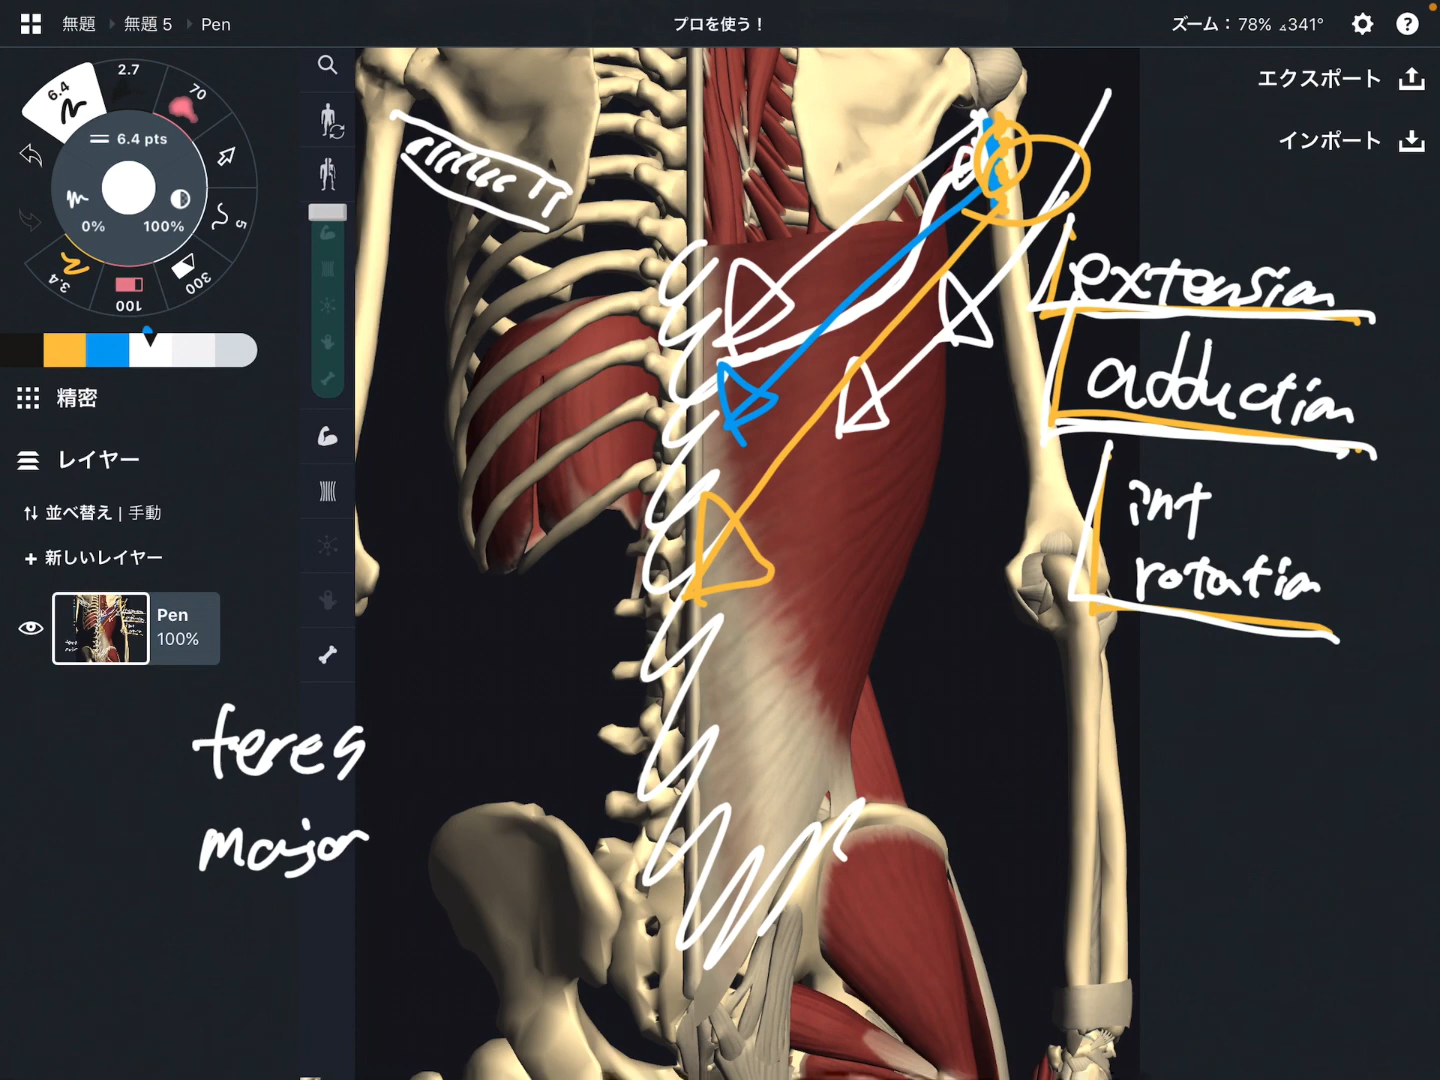 無題 無題 5 Pen
プロを使う！
ズーム： 78% ⊿341°
エクスポート
インポート
2.7
6.4
70
6.4 pts
0% 100%
5
3.4
100
300
精密
レイヤー
並べ替え | 手動
+ 新しいレイヤー
Pen
100%
extension
adduction
int
rotation
teres
major